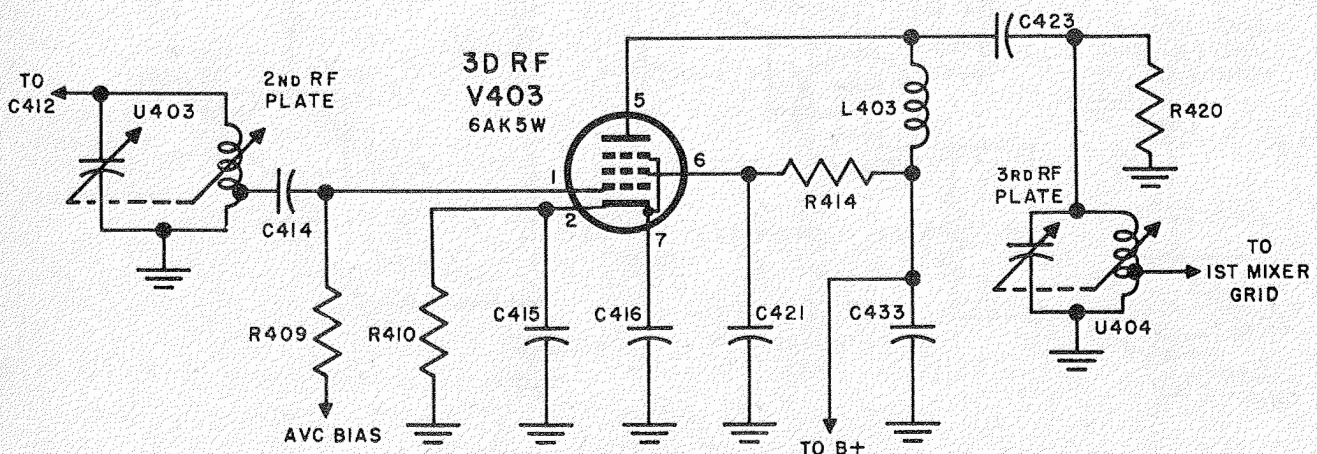 3D RF
V403
6AK5W
TO
C412
U403
2ND RF
PLATE
C414
1
2
5
6
7
R409
AVC BIAS
R410
C415
C416
C421
R414
L403
C433
TO B+
C423
R420
3RD RF
PLATE
U404
TO
1ST MIXER
GRID